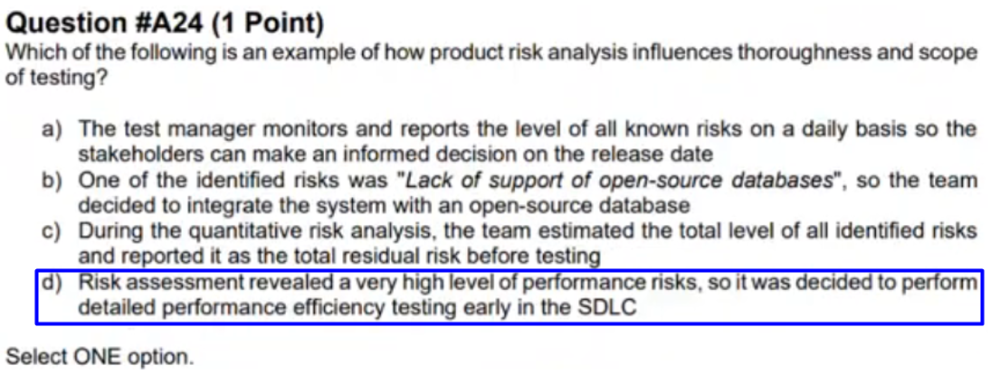 Question #A24 (1 Point)
Which of the following is an example of how product risk analysis influences thoroughness and scope
of testing?
a) The test manager monitors and reports the level of all known risks on a daily basis so the
stakeholders can make an informed decision on the release date
b) One of the identified risks was "Lack of support of open-source databases", so the team
decided to integrate the system with an open-source database
c) During the quantitative risk analysis, the team estimated the total level of all identified risks
and reported it as the total residual risk before testing
d) Risk assessment revealed a very high level of performance risks, so it was decided to perform
detailed performance efficiency testing early in the SDLC
Select ONE option.